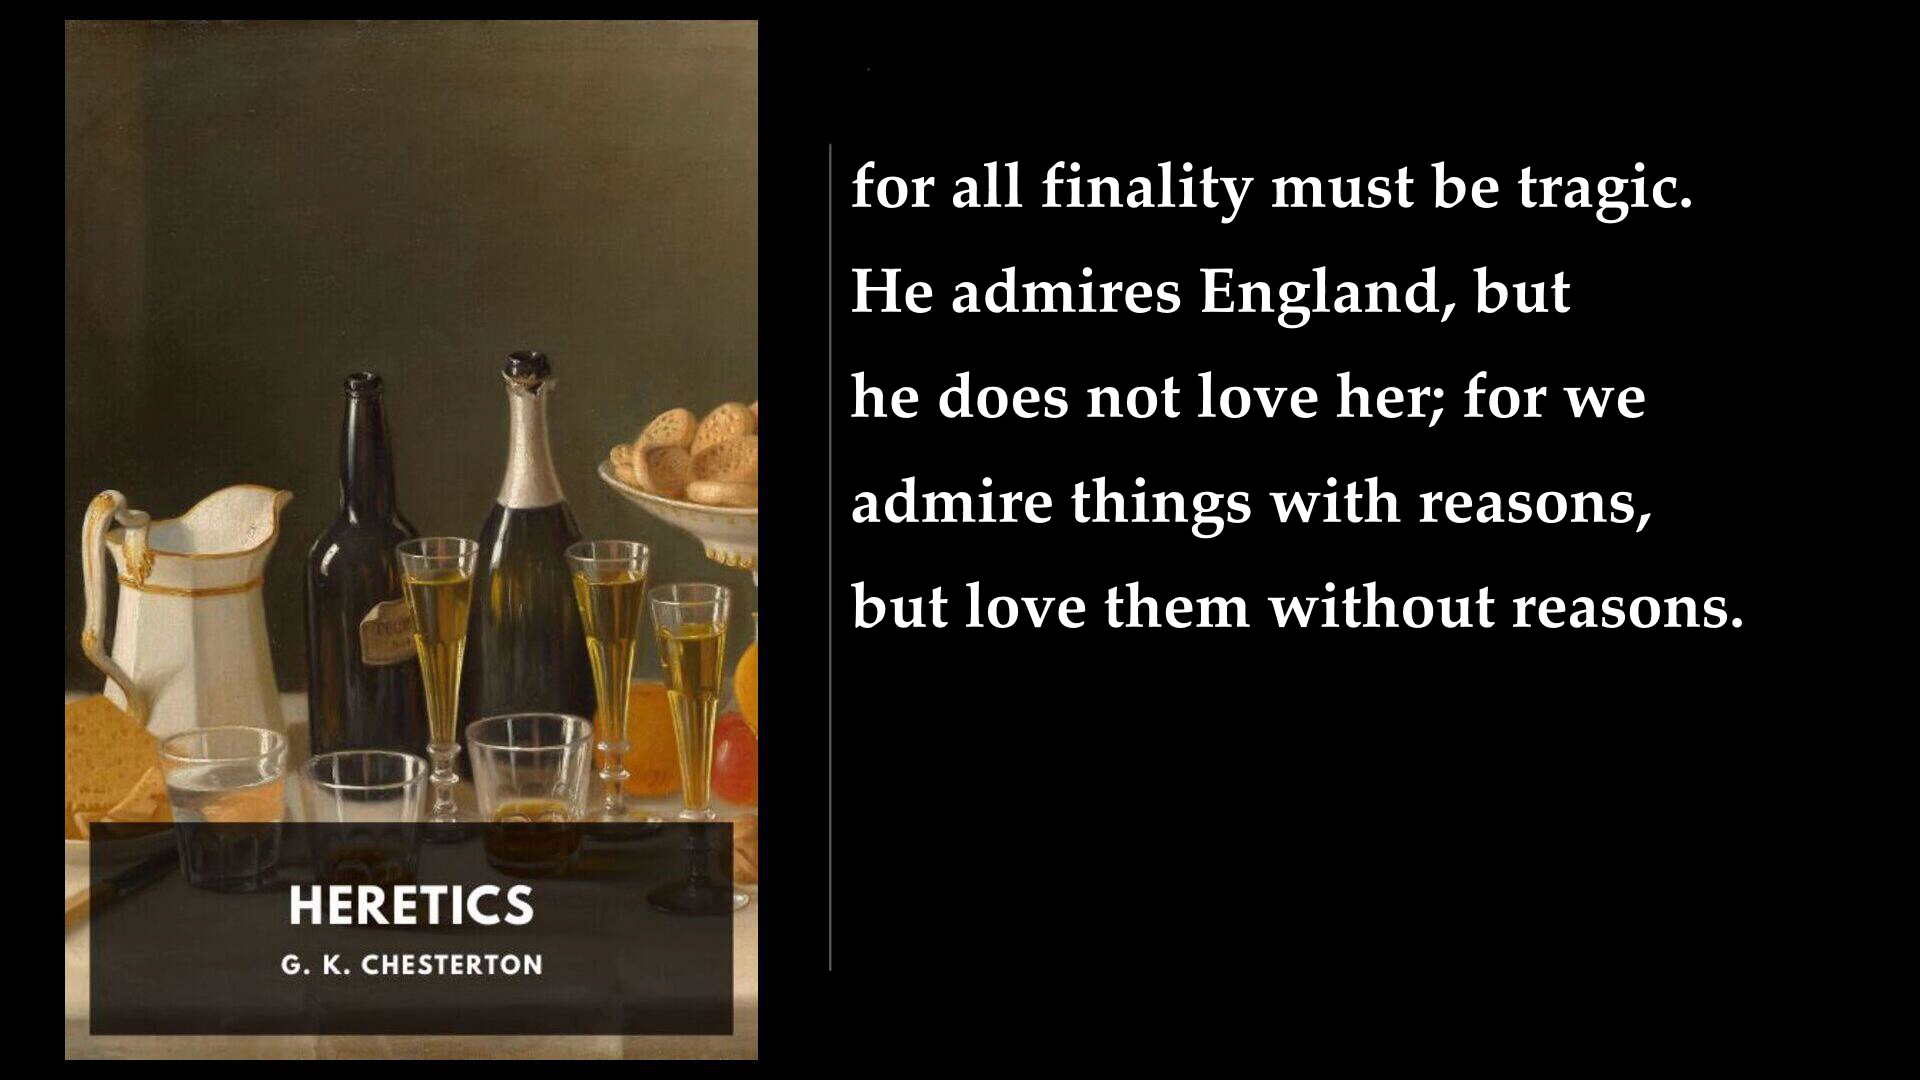 for all finality must be tragic.
He admires England, but
he does not love her; for we
admire things with reasons,
but love them without reasons.
HERETICS
G. K. CHESTERTON